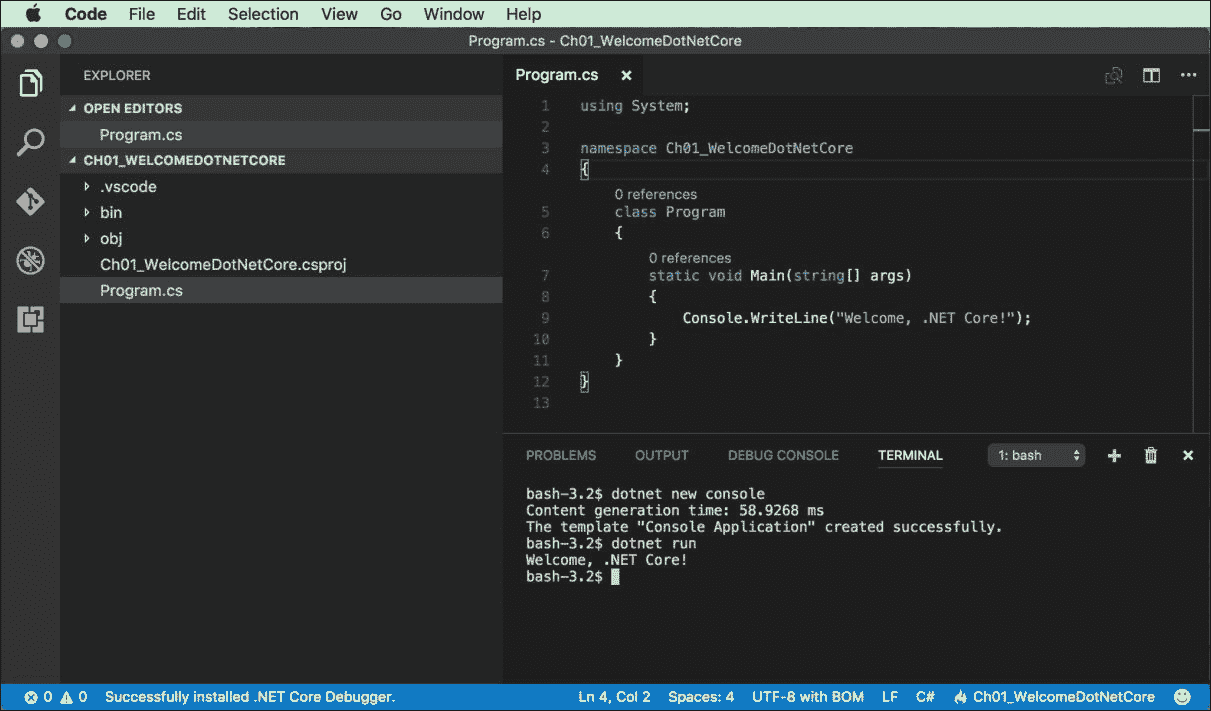 Code File Edit Selection View Go Window Help
Program.cs - Ch01_WelcomeDotNetCore
EXPLORER
OPEN EDITORS
Program.cs
CH01_WELCOMEDOTNETCORE
.vscode
bin
obj
Ch01_WelcomeDotNetCore.csproj
Program.cs
Program.cs
1 using System;
2
3 namespace Ch01_WelcomeDotNetCore
4 {
0 references
5 class Program
6 {
0 references
7 static void Main(string[] args)
8 {
9 Console.WriteLine("Welcome, .NET Core!");
10 }
11 }
12 }
13
PROBLEMS OUTPUT DEBUG CONSOLE TERMINAL 1: bash
bash-3.2$ dotnet new console
Content generation time: 58.9268 ms
The template "Console Application" created successfully.
bash-3.2$ dotnet run
Welcome, .NET Core!
bash-3.2$
0 0 Successfully installed .NET Core Debugger. Ln 4, Col 2 Spaces: 4 UTF-8 with BOM LF C# Ch01_WelcomeDotNetCore